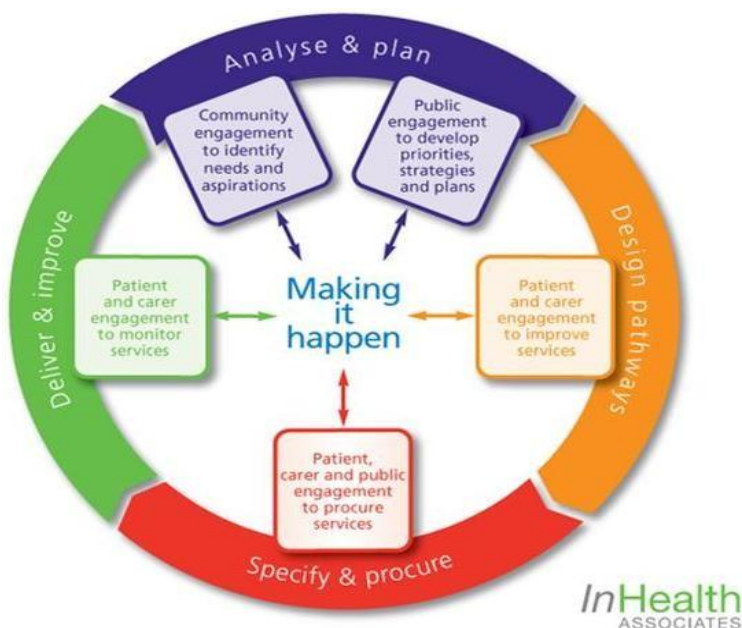 Analyse & plan
Community
engagement
to identify
needs and
aspirations
Public
engagement
to develop
priorities,
strategies
and plans
Deliver & improve
Patient
and carer
engagement
to monitor
services
Making
it
happen
Patient
and carer
engagement
to improve
services
Design pathways
Patient,
carer and public
engagement
to procure
services
Specify & procure
InHealth
ASSOCIATES